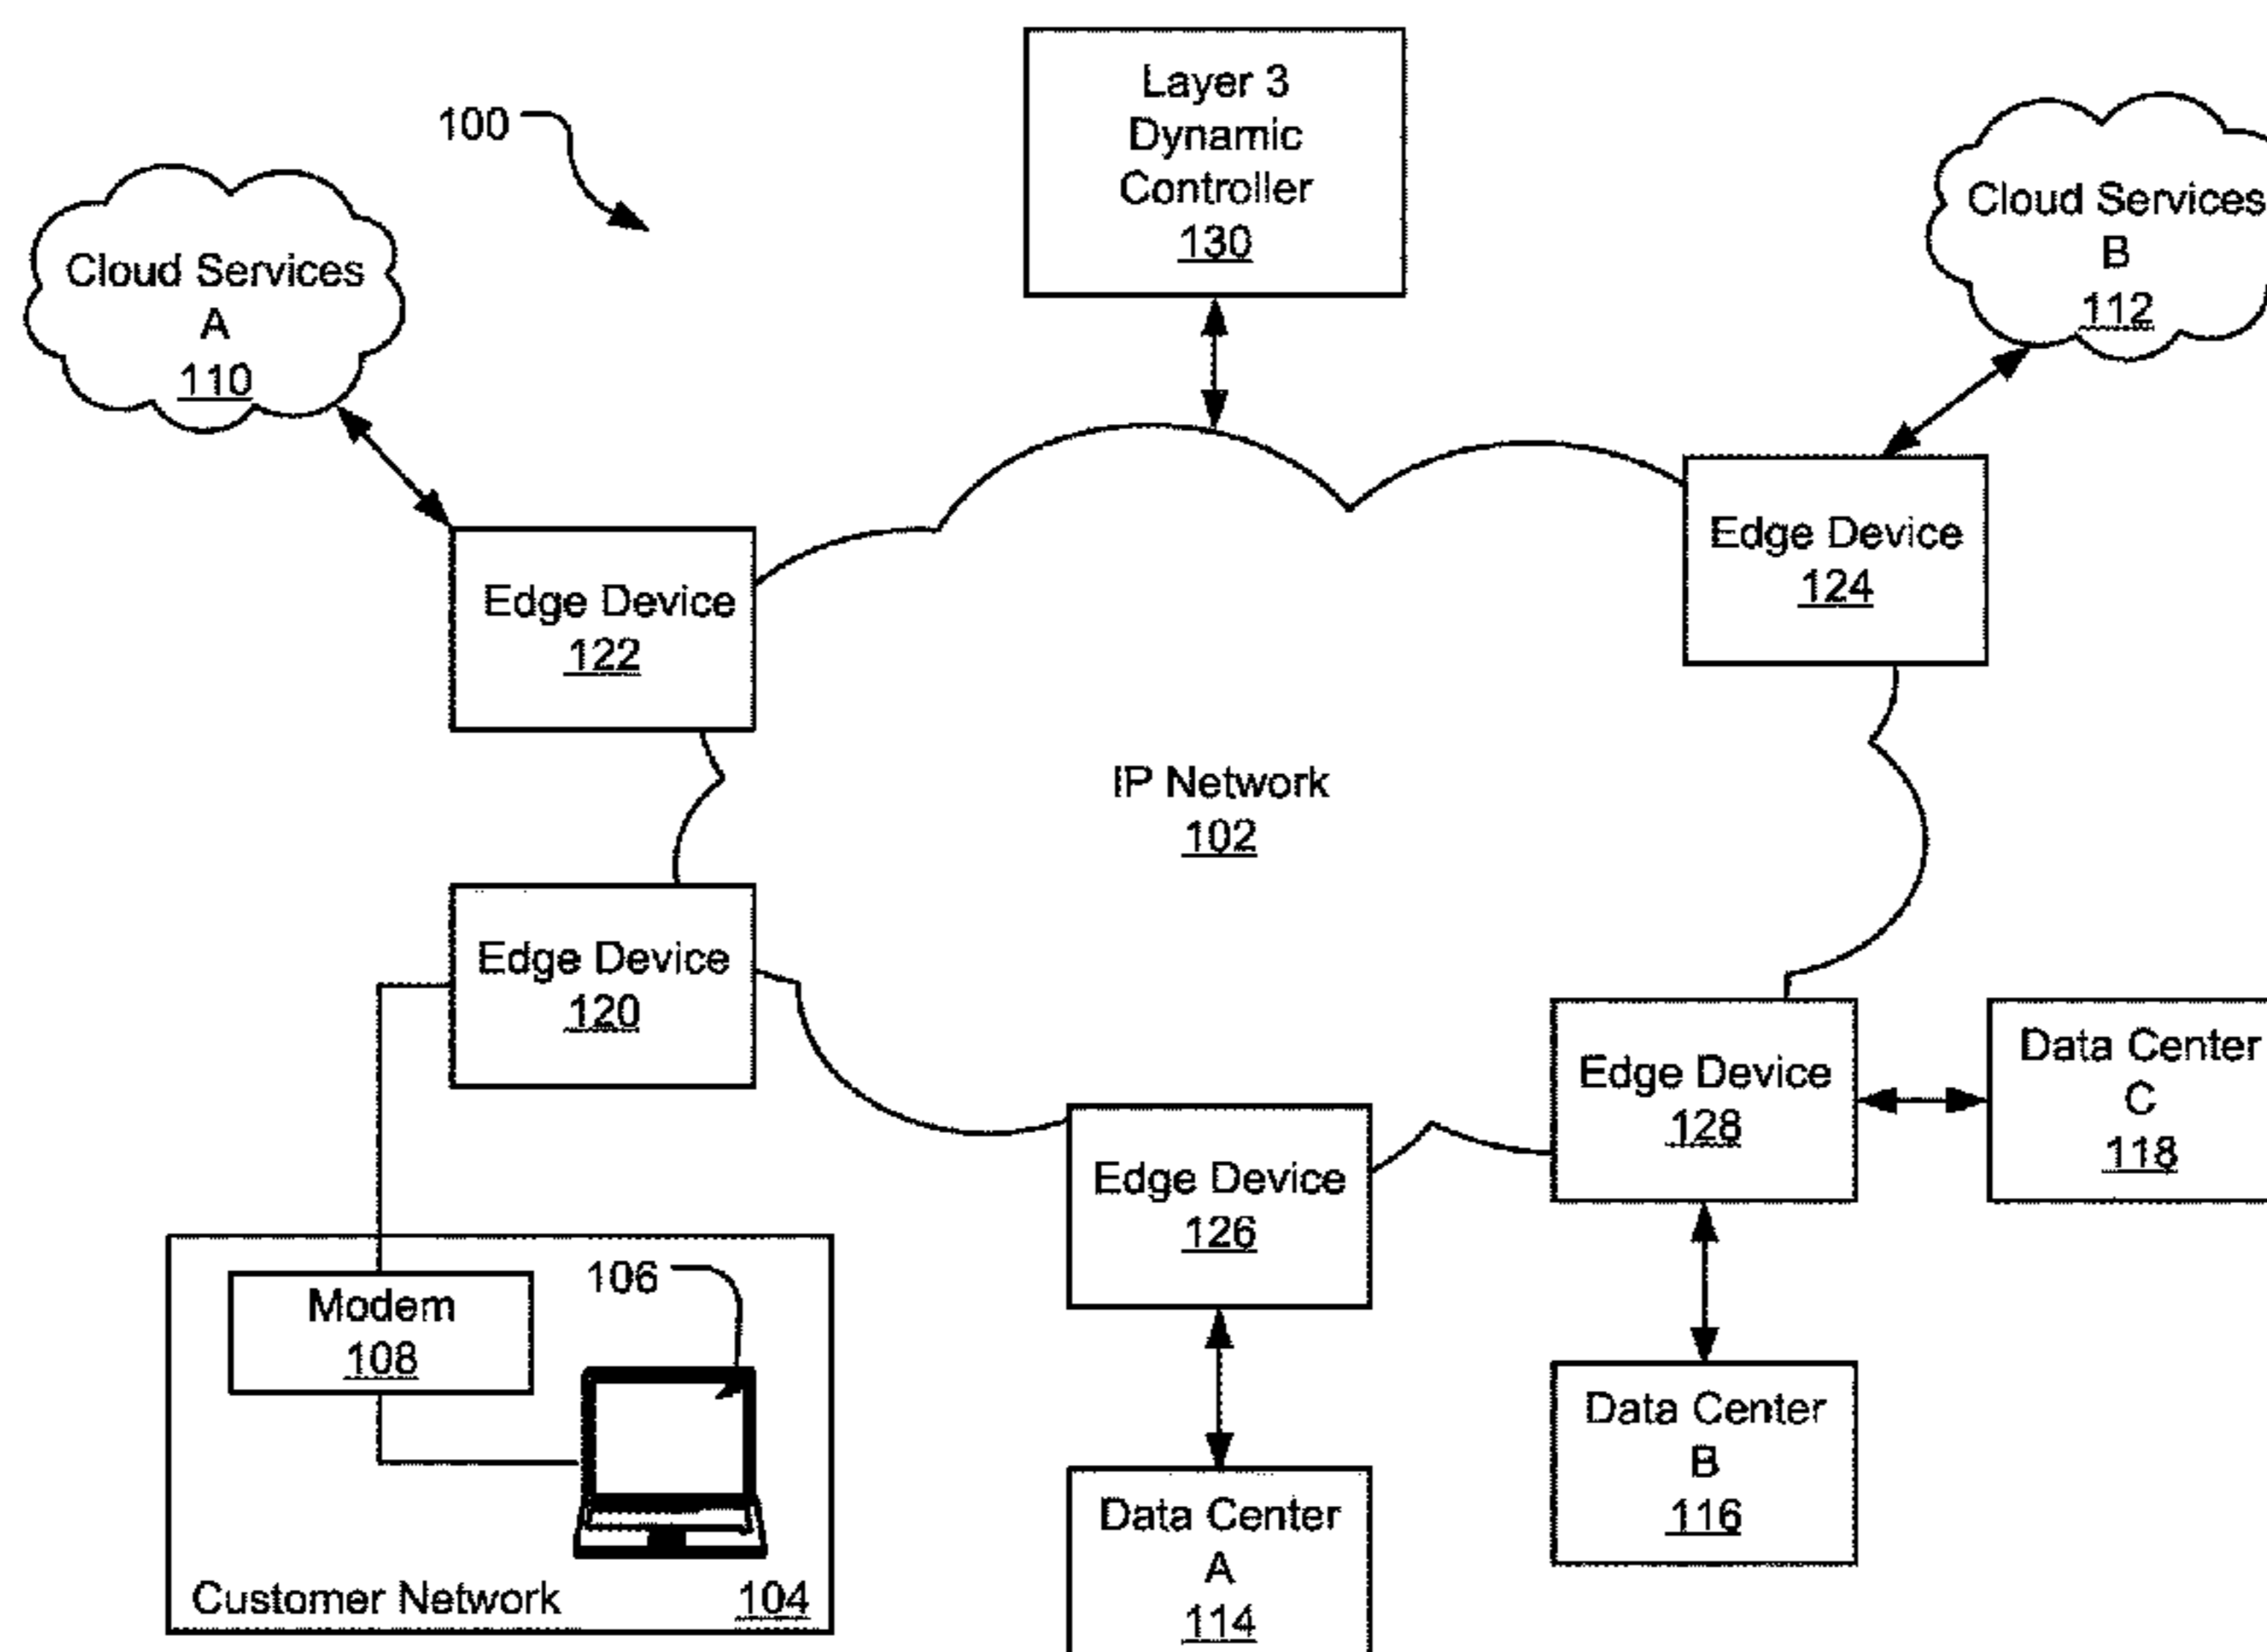 Layer 3
Dynamic
Controller
130
100
Cloud Services
A
110
Cloud Services
B
112
Edge Device
122
Edge Device
124
IP Network
102
Edge Device
120
Edge Device
126
Edge Device
128
Data Center
C
118
Modem
108
106
Customer Network
104
Data Center
A
114
Data Center
B
116